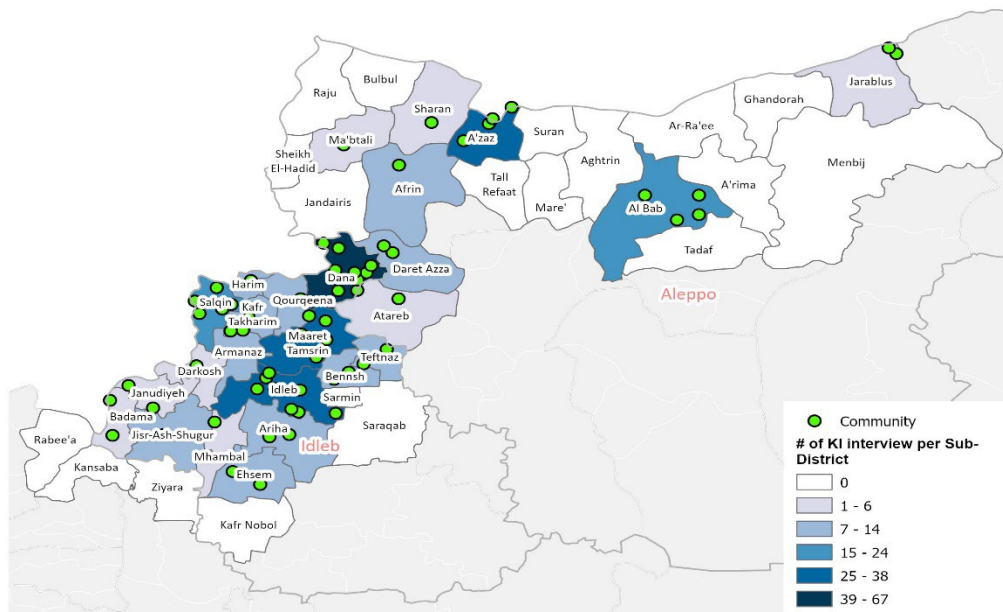 Bulbul
Raju
Sharan
Jarablus
Ghandorah
A'zaz
Suran
Ar-Ra'ee
Ma'btali
Sheikh
El-Hadid
Afrin
Tall
Refaat
Aghtrin
Menbij
A'rima
Jandairis
Mare'
Al Bab
Tadaf
Dana
Daret Azza
Harim
Aleppo
Salqin
Kafr
Takharim
Qourqeena
Atareb
Maaret
Tamsrin
Armanaz
Teftnaz
Darkosh
Bennsh
Janudiyeh
Idleb
Sarmin
Badama
Saraqab
Jisr-Ash-Shugur
Ariha
Idleb
Rabee'a
Mhambal
Kansaba
Ehsem
Ziyara
Kafr Nobol
Community
# of KI interview per Sub-
District
0
1 - 6
7 - 14
15 - 24
25 - 38
39 - 67